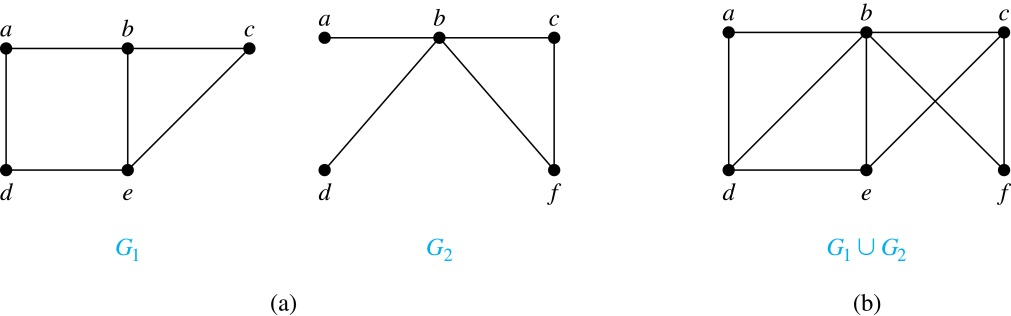 a b c
d e
G1
a b c
d f
G2
(a)
a b c
d e f
G1 ∪ G2
(b)